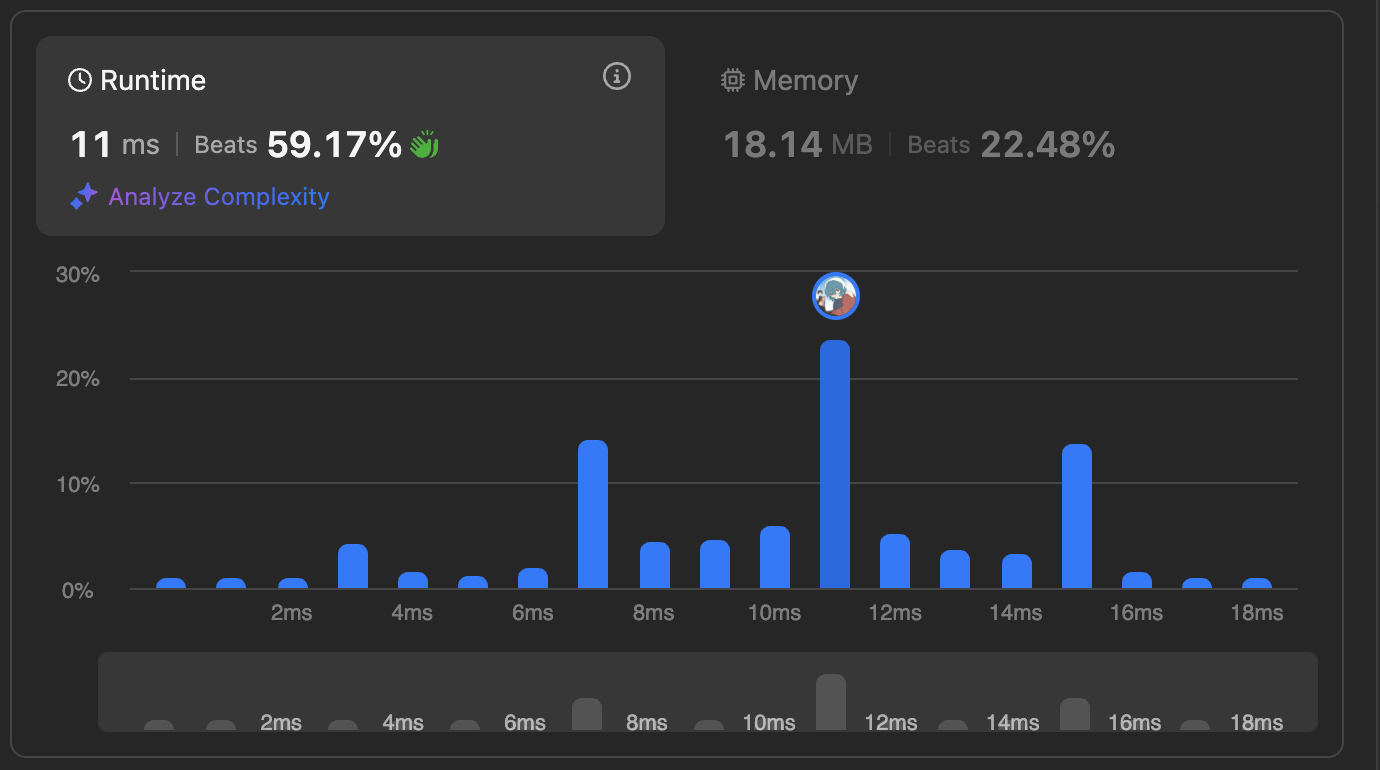 Runtime
11 ms | Beats 59.17%
Analyze Complexity
Memory
18.14 MB | Beats 22.48%
30%
20%
10%
0%
2ms 4ms 6ms 8ms 10ms 12ms 14ms 16ms 18ms
2ms 4ms 6ms 8ms 10ms 12ms 14ms 16ms 18ms